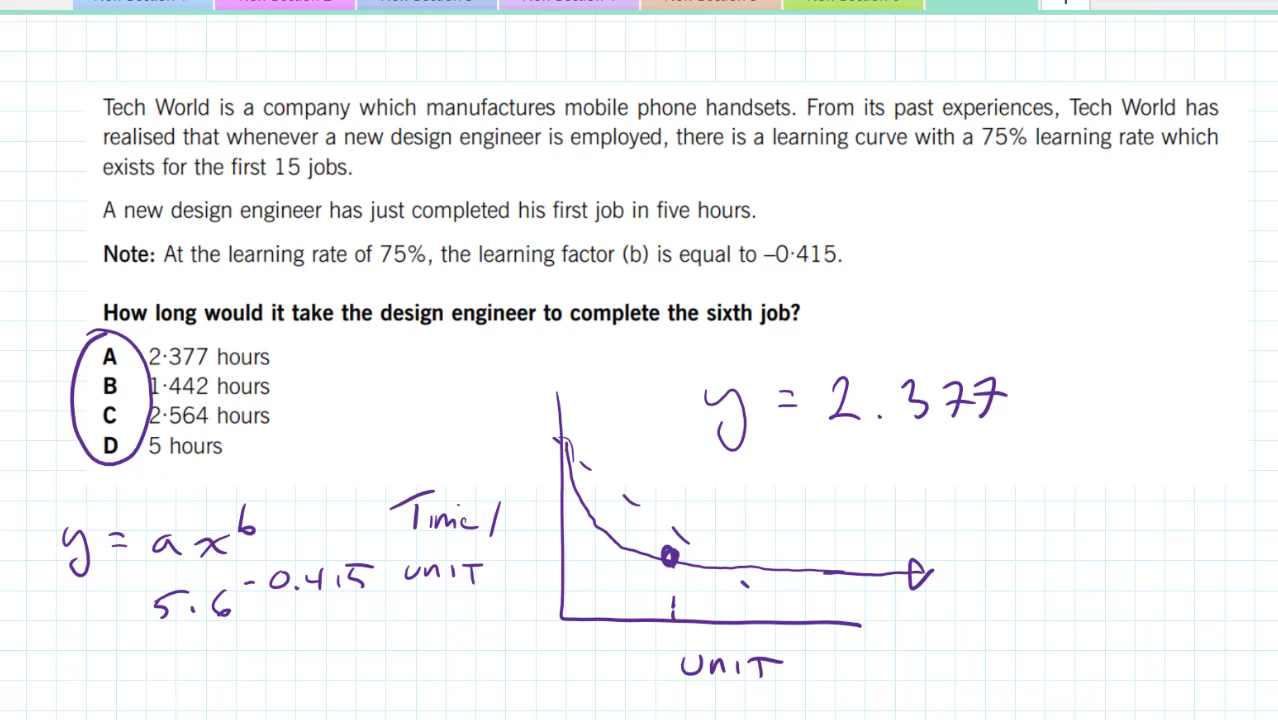 Tech World is a company which manufactures mobile phone handsets. From its past experiences, Tech World has
realised that whenever a new design engineer is employed, there is a learning curve with a 75% learning rate which
exists for the first 15 jobs.
A new design engineer has just completed his first job in five hours.
Note: At the learning rate of 75%, the learning factor (b) is equal to –0·415.
How long would it take the design engineer to complete the sixth job?
A 2·377 hours
B 1·442 hours
C 2·564 hours
D 5 hours
y = 2.377
y = ax^b
5.6^-0.415
Time/
UNIT
UNIT